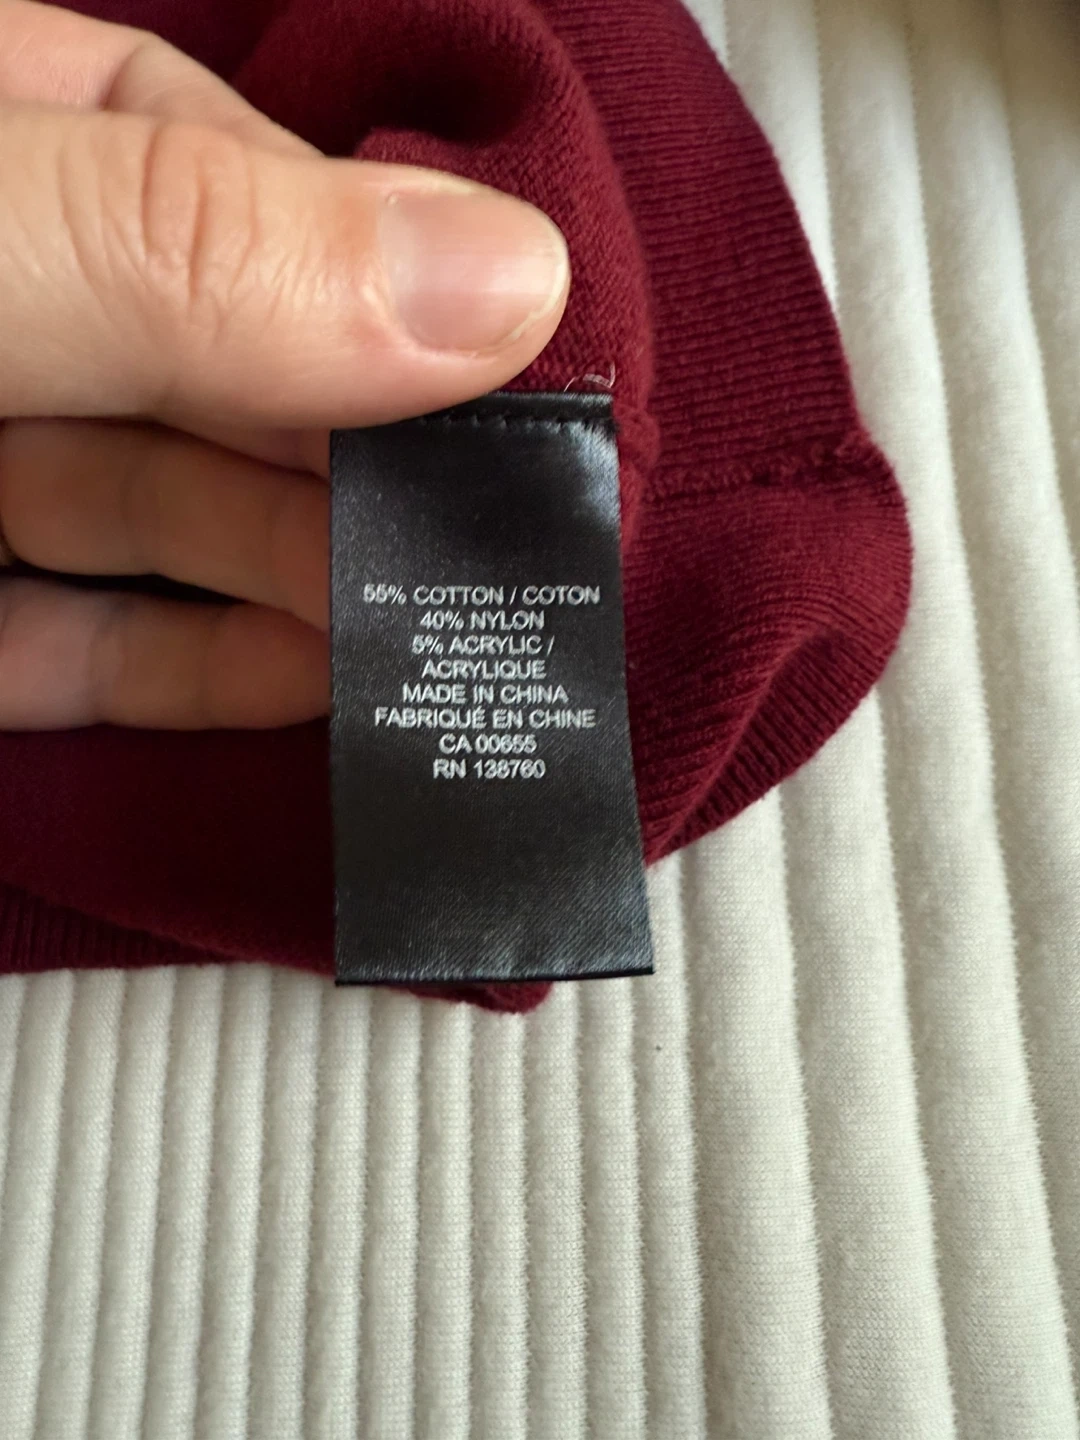 55% COTTON / COTON
40% NYLON
5% ACRYLIC /
ACRYLIQUE
MADE IN CHINA
FABRIQUÉ EN CHINE
CA 00655
RN 138760